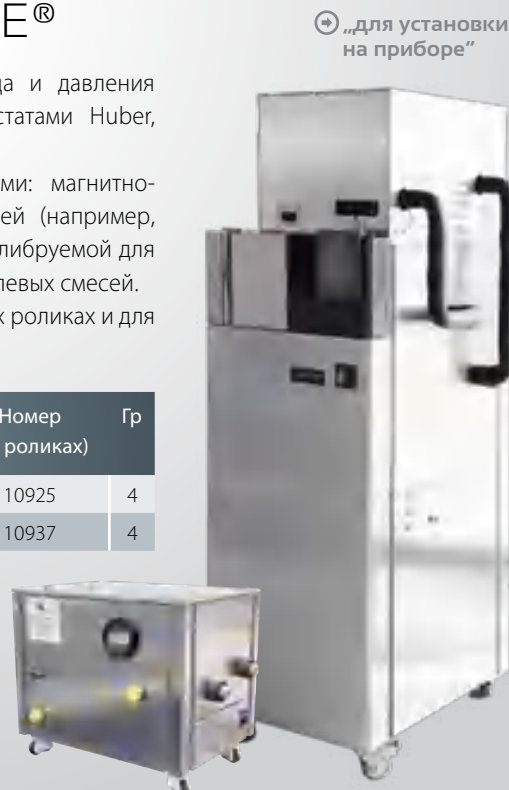 E®
„для установки
на приборе“
да и давления
статами Huber,
ми: магнитно-
ей (например,
либруемой для
левых смесей.
х роликах и для
Номер Гр
роликах)
10925 4
10937 4